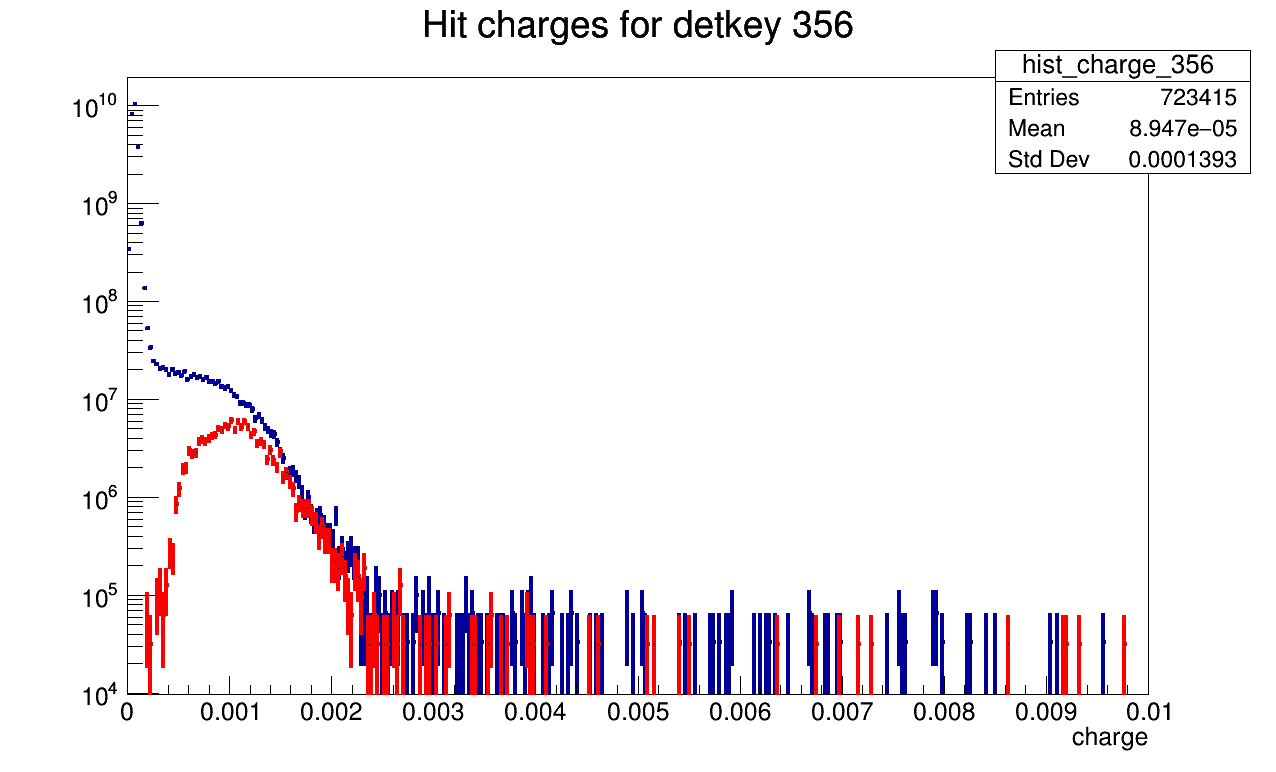 Hit charges for detkey 356
hist_charge_356
Entries 723415
Mean 8.947e−05
Std Dev 0.0001393
10^10
10^9
10^8
10^7
10^6
10^5
10^4
0 0.001 0.002 0.003 0.004 0.005 0.006 0.007 0.008 0.009 0.01
charge